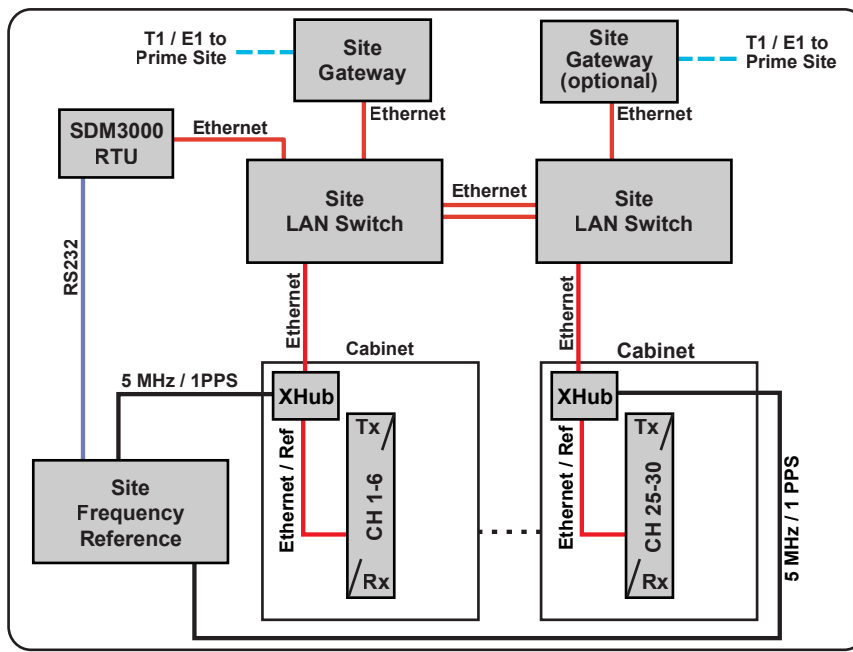 T1 / E1 to
Prime Site
Site
Gateway
Site
Gateway
(optional)
T1 / E1 to
Prime Site
SDM3000
RTU
Ethernet
Ethernet
Ethernet
Site
LAN Switch
Ethernet
Site
LAN Switch
RS232
Ethernet
Ethernet
Cabinet
Cabinet
5 MHz / 1PPS
XHub
XHub
Ethernet / Ref
Tx
CH 1-6
Rx
Ethernet / Ref
Tx
CH 25-30
Rx
5 MHz / 1 PPS
Site
Frequency
Reference